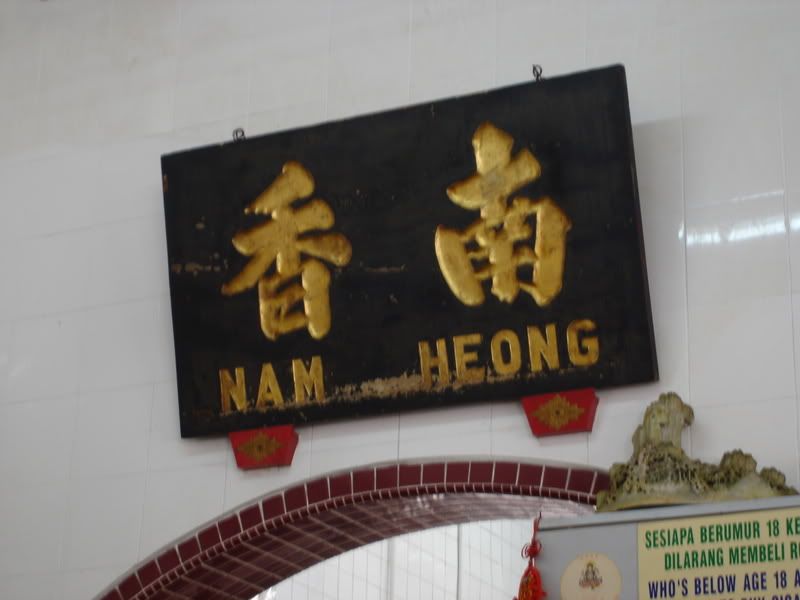 南香
NAM HEONG
SESIAPA BERUMUR 18
DILARANG MEMBELI
WHO'S BELOW AGE 18